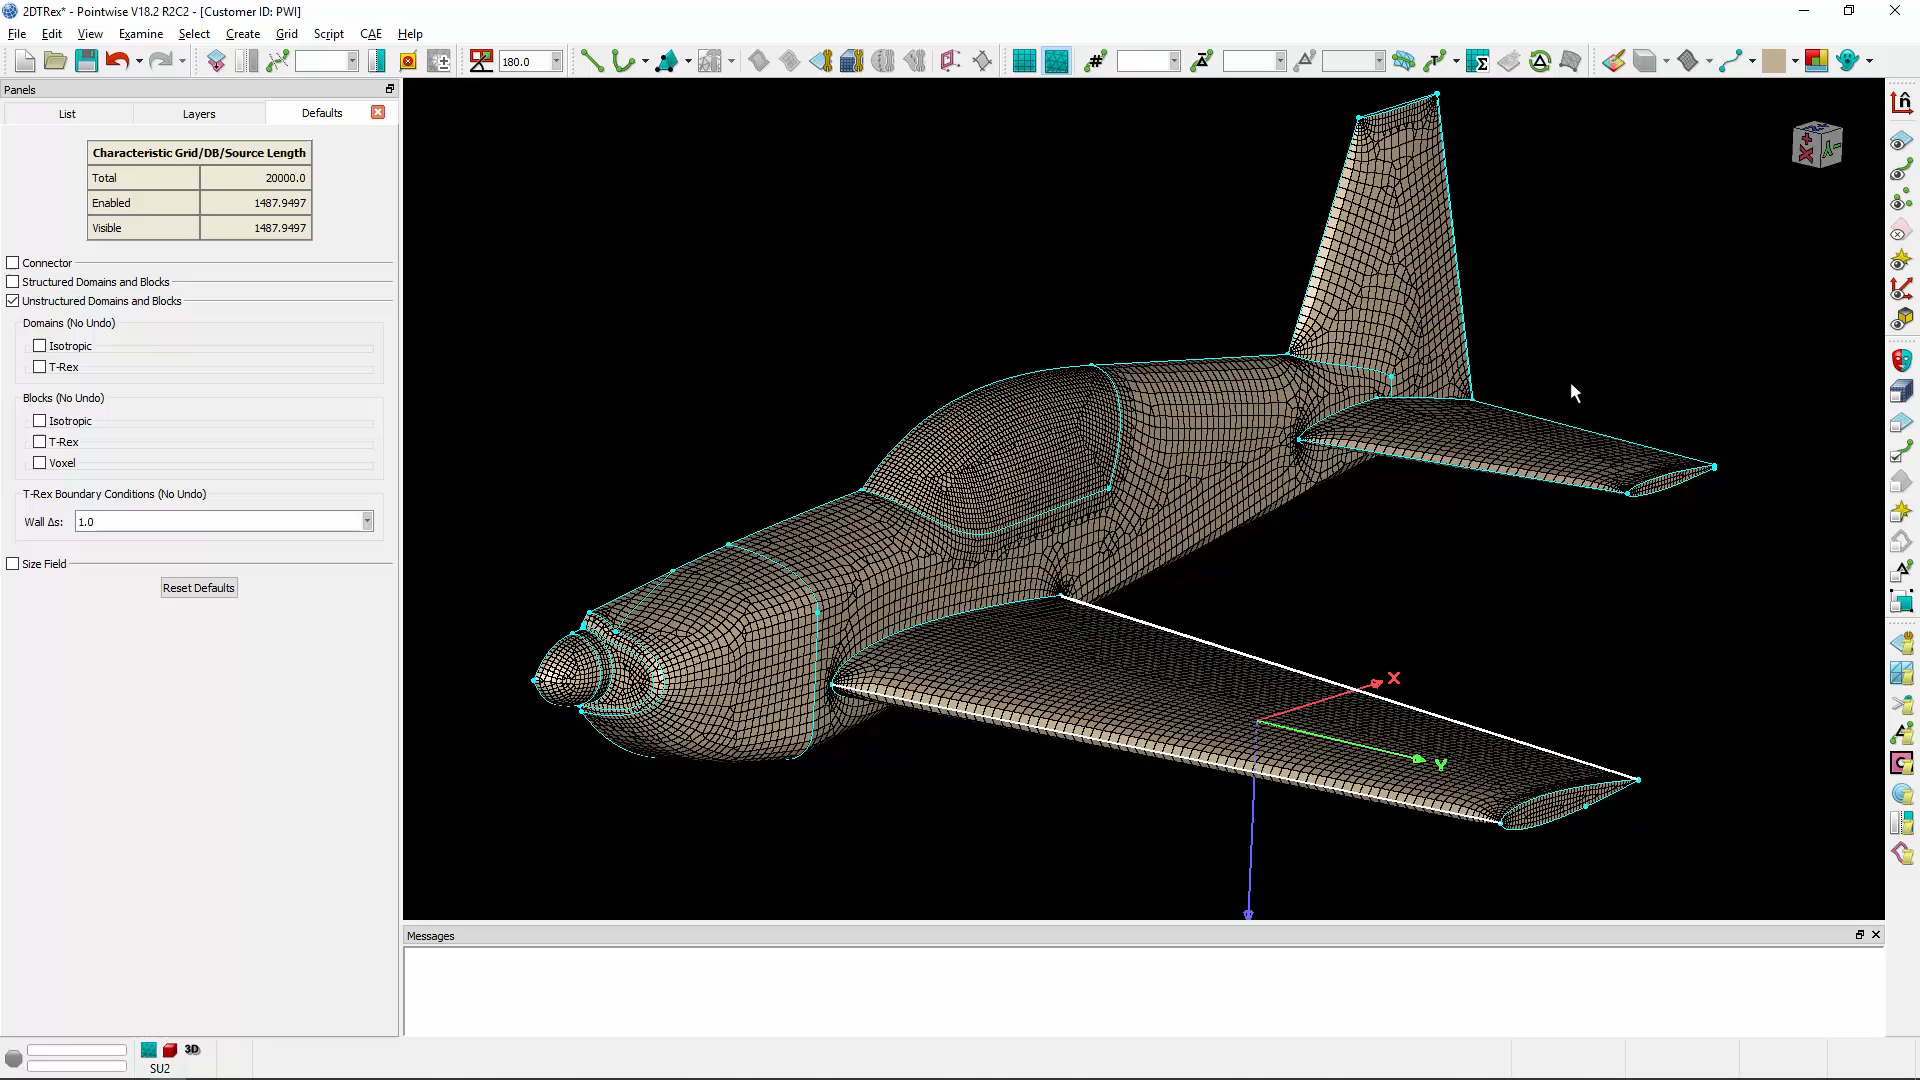 2DTRex* - Pointwise V18.2 R2C2 - [Customer ID: PWI]
File Edit View Examine Select Create Grid Script CAE Help
180.0
Panels
List Layers Defaults
Characteristic Grid/DB/Source Length
Total 20000.0
Enabled 1487.9497
Visible 1487.9497
Connector
Structured Domains and Blocks
Unstructured Domains and Blocks
Domains (No Undo)
Isotropic
T-Rex
Blocks (No Undo)
Isotropic
T-Rex
Voxel
T-Rex Boundary Conditions (No Undo)
Wall Δs: 1.0
Size Field
Reset Defaults
+X
-Y
X
Y
Messages
3D
SU2